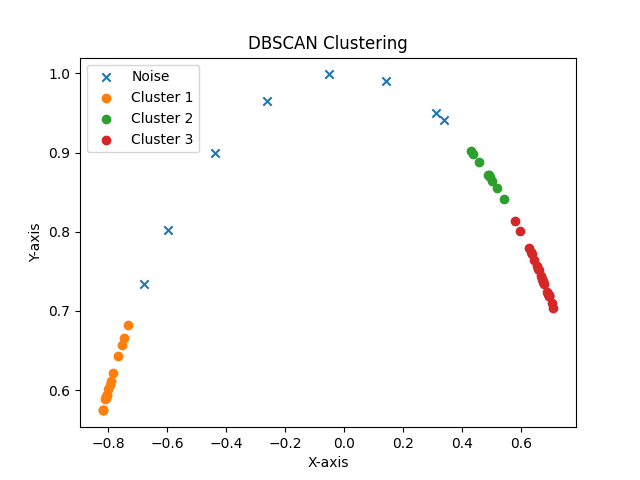 DBSCAN Clustering
Noise
Cluster 1
Cluster 2
Cluster 3
Y-axis
1.0
0.9
0.8
0.7
0.6
−0.8 −0.6 −0.4 −0.2 0.0 0.2 0.4 0.6
X-axis